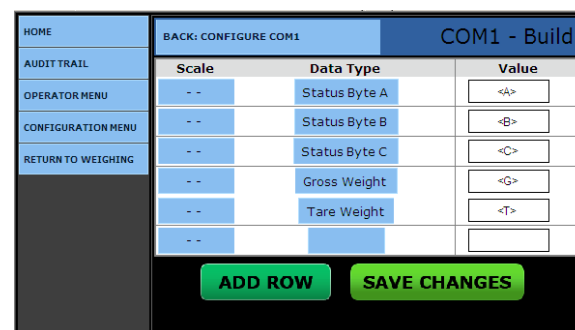 HOME
BACK: CONFIGURE COM1
COM1 - Build
AUDIT TRAIL
Scale Data Type Value
OPERATOR MENU
- - Status Byte A <A>
CONFIGURATION MENU
- - Status Byte B <B>
RETURN TO WEIGHING
- - Status Byte C <C>
- - Gross Weight <G>
- - Tare Weight <T>
- -
ADD ROW SAVE CHANGES